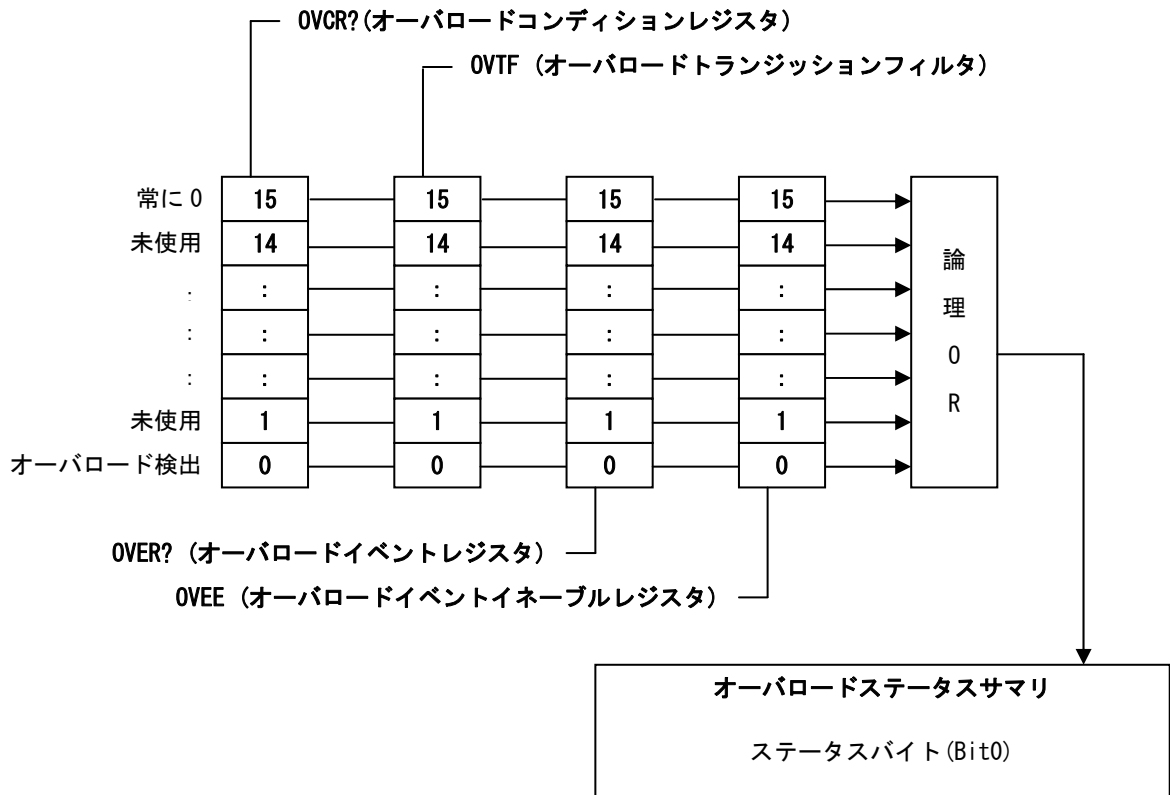 OVCR?(オーバロードコンディションレジスタ)
OVTF (オーバロードトランジッションフィルタ)
常に 0 15 15 15 15
未使用 14 14 14 14
: : : : :
: : : : :
: : : : :
未使用 1 1 1 1
オーバロード検出 0 0 0 0
論
理
O
R
OVER? (オーバロードイベントレジスタ)
OVEE (オーバロードイベントイネーブルレジスタ)
オーバロードステータスサマリ
ステータスバイト(Bit0)